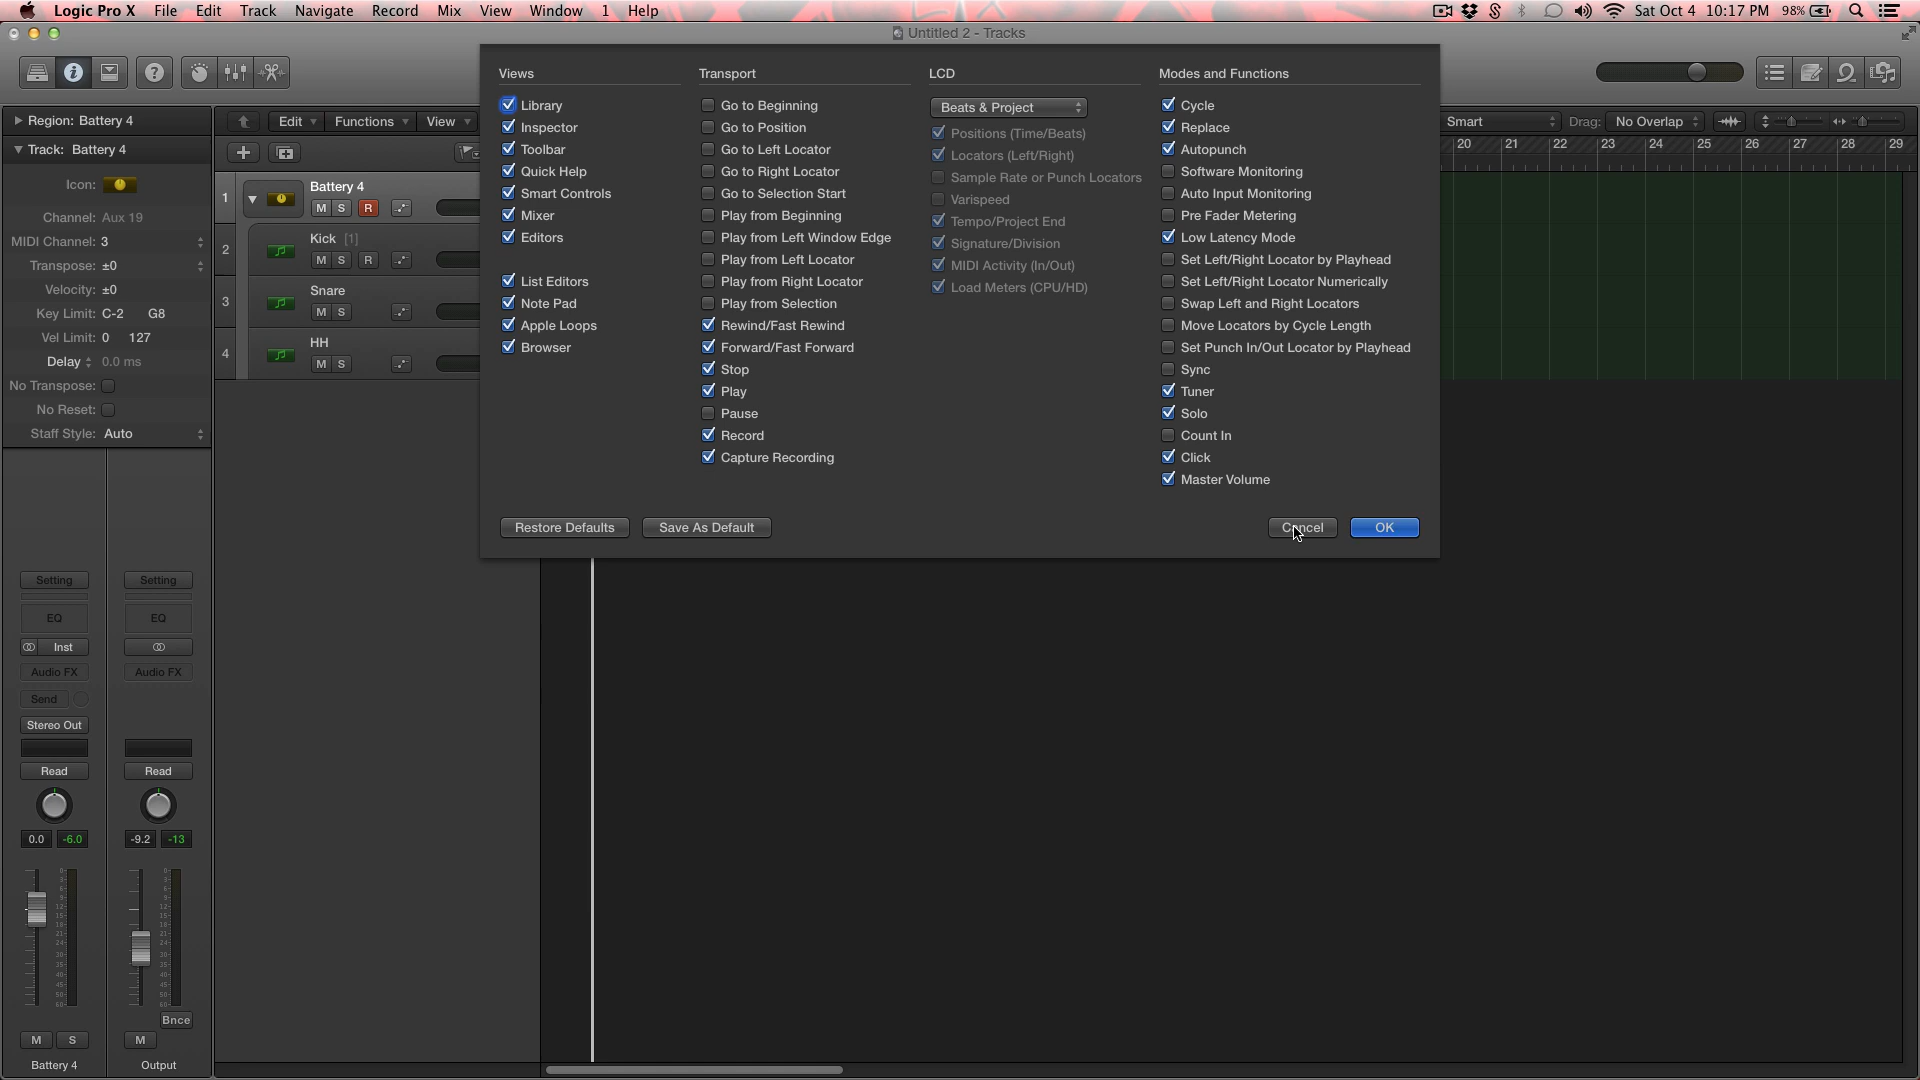 Logic Pro X File Edit Track Navigate Record Mix View Window 1 Help Sat Oct 4 10:17 PM 98%
Untitled 2 - Tracks
Views
Library
Inspector
Toolbar
Quick Help
Smart Controls
Mixer
Editors
List Editors
Note Pad
Apple Loops
Browser
Transport
Go to Beginning
Go to Position
Go to Left Locator
Go to Right Locator
Go to Selection Start
Play from Beginning
Play from Left Window Edge
Play from Left Locator
Play from Right Locator
Play from Selection
Rewind/Fast Rewind
Forward/Fast Forward
Stop
Play
Pause
Record
Capture Recording
LCD
Beats & Project
Positions (Time/Beats)
Locators (Left/Right)
Sample Rate or Punch Locators
Varispeed
Tempo/Project End
Signature/Division
MIDI Activity (In/Out)
Load Meters (CPU/HD)
Modes and Functions
Cycle
Replace
Autopunch
Software Monitoring
Auto Input Monitoring
Pre Fader Metering
Low Latency Mode
Set Left/Right Locator by Playhead
Set Left/Right Locator Numerically
Swap Left and Right Locators
Move Locators by Cycle Length
Set Punch In/Out Locator by Playhead
Sync
Tuner
Solo
Count In
Click
Master Volume
Restore Defaults Save As Default Cancel OK
Region: Battery 4
Track: Battery 4
Icon:
Channel: Aux 19
MIDI Channel: 3
Transpose: ±0
Velocity: ±0
Key Limit: C-2 G8
Vel Limit: 0 127
Delay 0.0 ms
No Transpose:
No Reset:
Staff Style: Auto
Edit Functions View
1 Battery 4
M S R
2 Kick [1]
M S R
3 Snare
M S
4 HH
M S
Smart Drag: No Overlap
20 21 22 23 24 25 26 27 28 29
Setting Setting
EQ EQ
Inst
Audio FX Audio FX
Send
Stereo Out
Read Read
0.0 -6.0 -9.2 -13
Bnce
M S M
Battery 4 Output